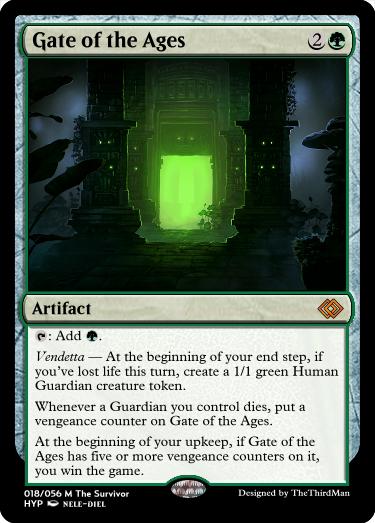 Gate of the Ages 2
Artifact
: Add .
Vendetta — At the beginning of your end step, if
you've lost life this turn, create a 1/1 green Human
Guardian creature token.
Whenever a Guardian you control dies, put a
vengeance counter on Gate of the Ages.
At the beginning of your upkeep, if Gate of the
Ages has five or more vengeance counters on it,
you win the game.
018/056 M The Survivor
HYP NELE-DIEL
Designed by TheThirdMan